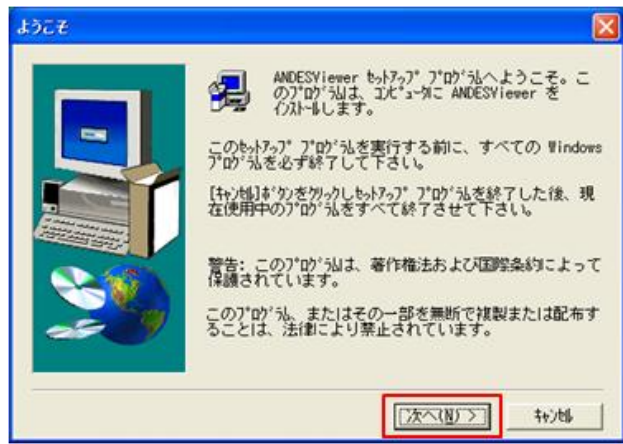 ようこそ
ANDESViewer ｾｯﾄｱｯﾌﾟ ﾌﾟﾛｸﾞﾗﾑへようこそ。こ
のﾌﾟﾛｸﾞﾗﾑは、ｺﾝﾋﾟｭｰﾀに ANDESViewer を
ｲﾝｽﾄｰﾙします。
このｾｯﾄｱｯﾌﾟ ﾌﾟﾛｸﾞﾗﾑを実行する前に、すべての Windows
ﾌﾟﾛｸﾞﾗﾑを必ず終了して下さい。
[ｷｬﾝｾﾙ]ﾎﾞﾀﾝをｸﾘｯｸしｾｯﾄｱｯﾌﾟ ﾌﾟﾛｸﾞﾗﾑを終了した後、現
在使用中のﾌﾟﾛｸﾞﾗﾑをすべて終了させて下さい。
警告: このﾌﾟﾛｸﾞﾗﾑは、著作権法および国際条約によって
保護されています。
このﾌﾟﾛｸﾞﾗﾑ、またはその一部を無断で複製または配布す
ることは、法律により禁止されています。
次へ(N) >
ｷｬﾝｾﾙ